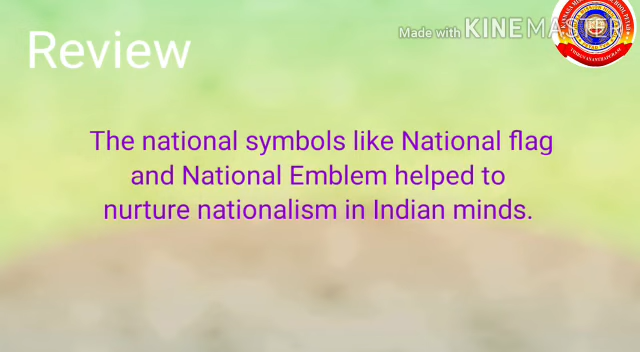 Review
Made with KINEMASTER
The national symbols like National flag
and National Emblem helped to
nurture nationalism in Indian minds.